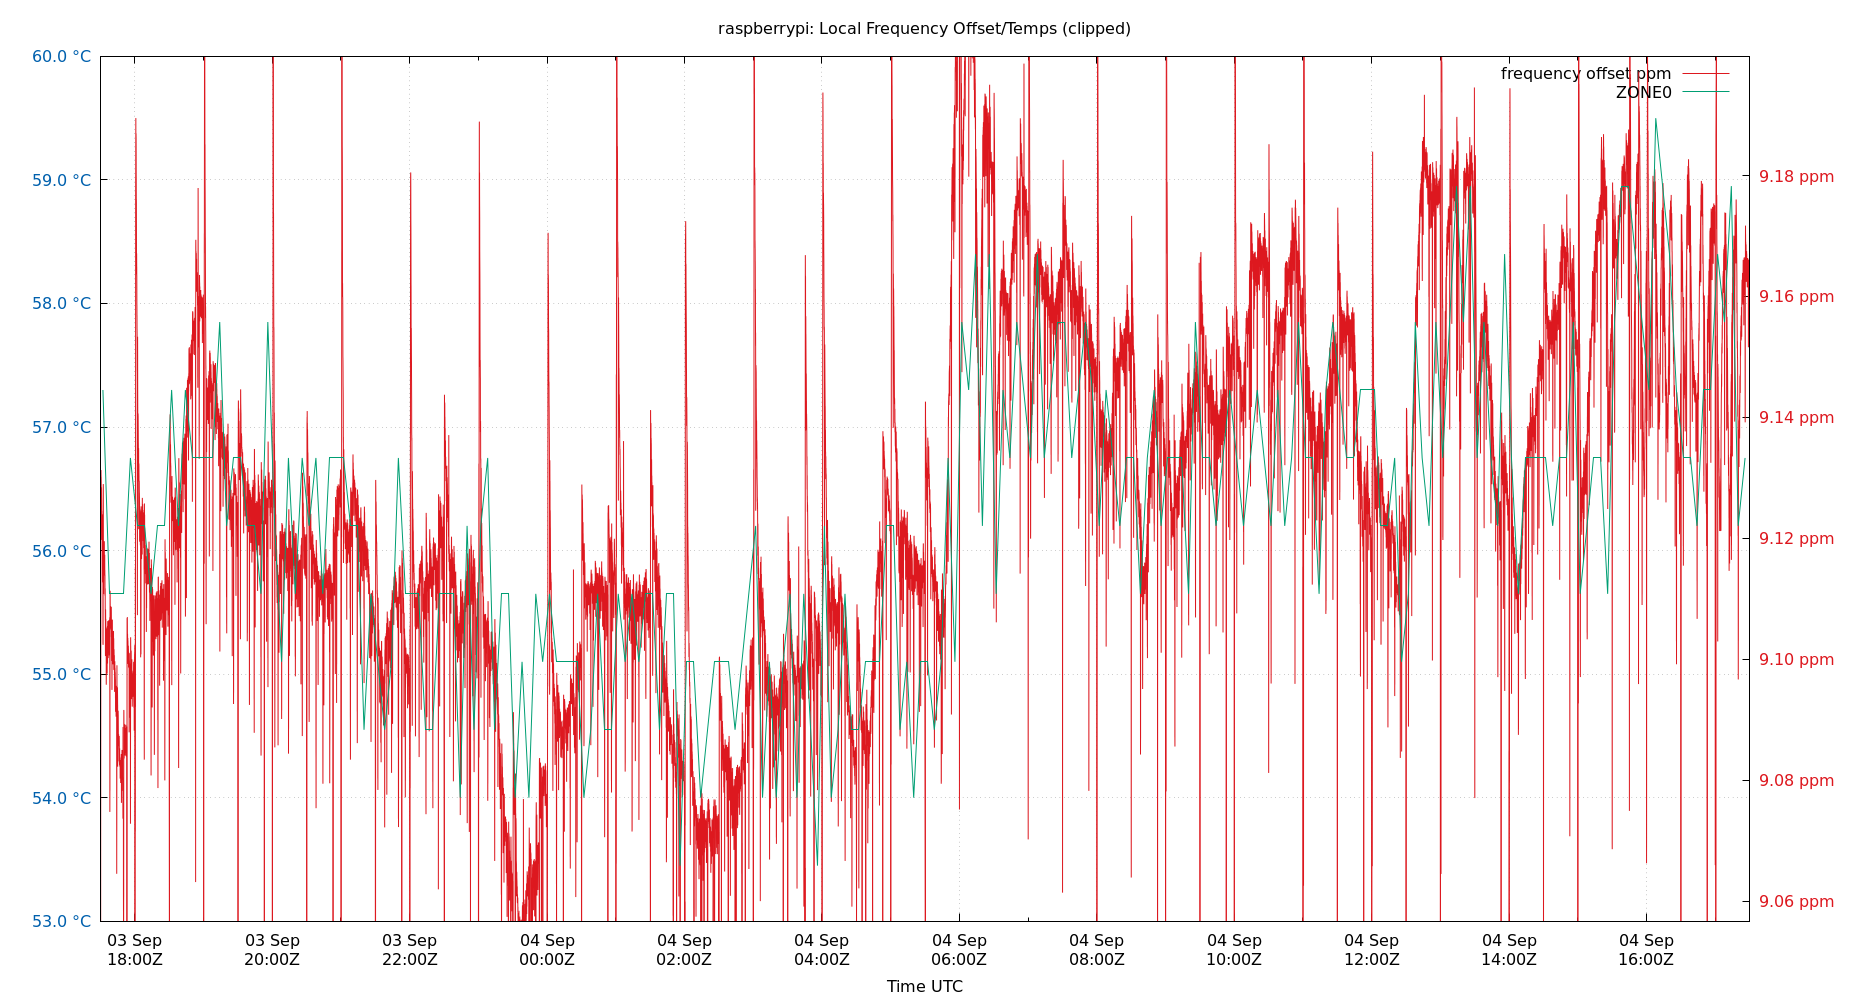 raspberrypi: Local Frequency Offset/Temps (clipped)
frequency offset ppm
ZONE0
60.0 °C
59.0 °C
58.0 °C
57.0 °C
56.0 °C
55.0 °C
54.0 °C
53.0 °C
9.18 ppm
9.16 ppm
9.14 ppm
9.12 ppm
9.10 ppm
9.08 ppm
9.06 ppm
03 Sep 18:00Z
03 Sep 20:00Z
03 Sep 22:00Z
04 Sep 00:00Z
04 Sep 02:00Z
04 Sep 04:00Z
04 Sep 06:00Z
04 Sep 08:00Z
04 Sep 10:00Z
04 Sep 12:00Z
04 Sep 14:00Z
04 Sep 16:00Z
Time UTC